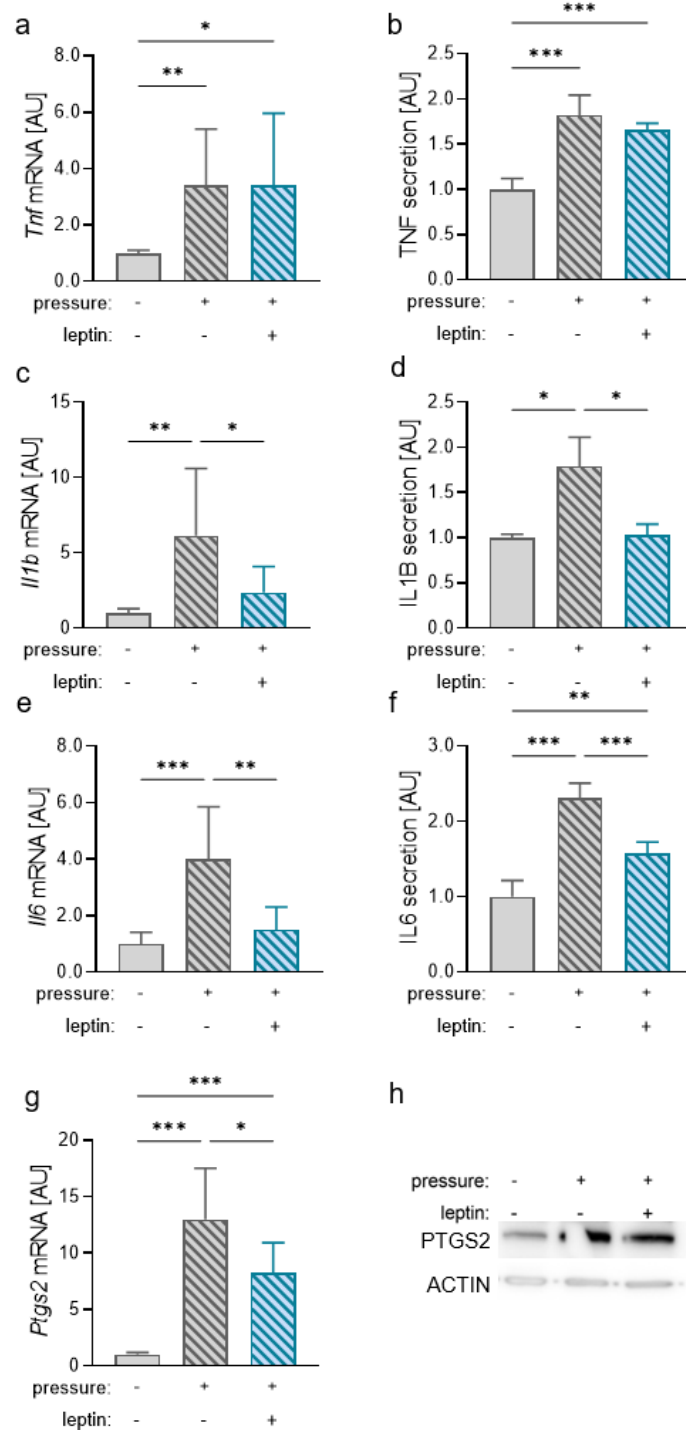 a
*
**
Tnf mRNA [AU]
8.0
6.0
4.0
2.0
0.0
pressure: - + +
leptin: - - +
b
***
***
TNF secretion [AU]
2.5
2.0
1.5
1.0
0.5
0.0
pressure: - + +
leptin: - - +
c
** *
Il1b mRNA [AU]
15
10
5
0
pressure: - + +
leptin: - - +
d
* *
IL1B secretion [AU]
2.5
2.0
1.5
1.0
0.5
0.0
pressure: - + +
leptin: - - +
e
*** **
Il6 mRNA [AU]
8.0
6.0
4.0
2.0
0.0
pressure: - + +
leptin: - - +
f
**
*** ***
IL6 secretion [AU]
3.0
2.0
1.0
0.0
pressure: - + +
leptin: - - +
g
***
*** *
Ptgs2 mRNA [AU]
20
15
10
5
0
pressure: - + +
leptin: - - +
h
pressure: - + +
leptin: - - +
PTGS2
ACTIN